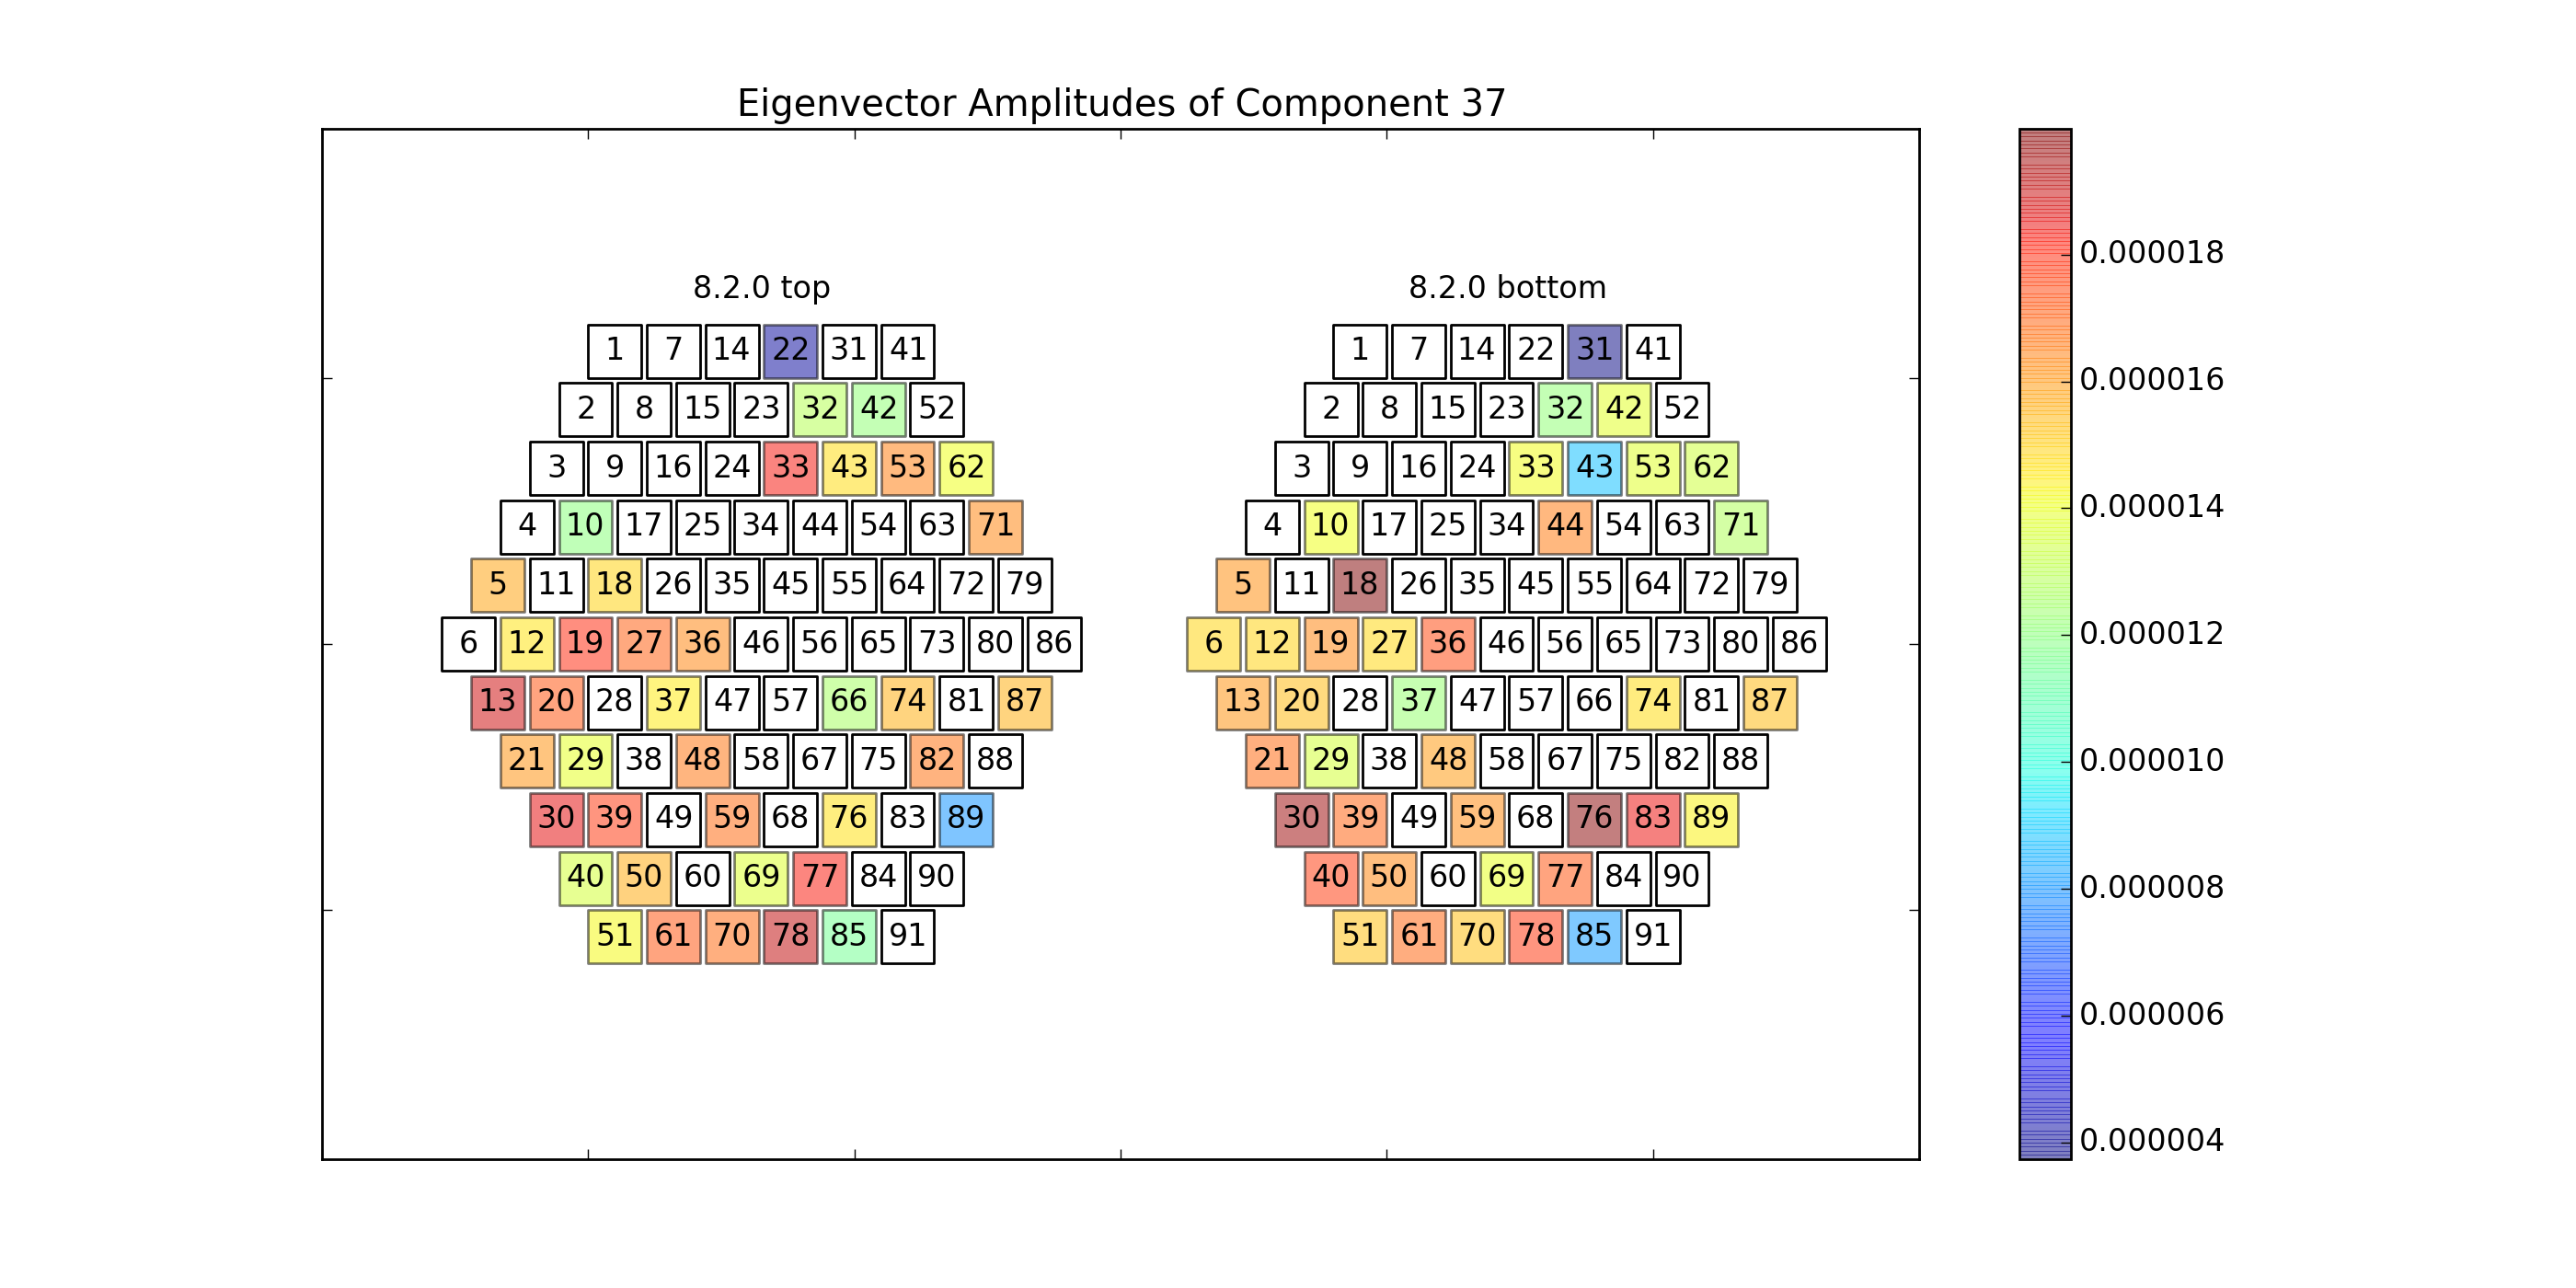 Eigenvector Amplitudes of Component 37
8.2.0 top
1 7 14 22 31 41
2 8 15 23 32 42 52
3 9 16 24 33 43 53 62
4 10 17 25 34 44 54 63 71
5 11 18 26 35 45 55 64 72 79
6 12 19 27 36 46 56 65 73 80 86
13 20 28 37 47 57 66 74 81 87
21 29 38 48 58 67 75 82 88
30 39 49 59 68 76 83 89
40 50 60 69 77 84 90
51 61 70 78 85 91
8.2.0 bottom
1 7 14 22 31 41
2 8 15 23 32 42 52
3 9 16 24 33 43 53 62
4 10 17 25 34 44 54 63 71
5 11 18 26 35 45 55 64 72 79
6 12 19 27 36 46 56 65 73 80 86
13 20 28 37 47 57 66 74 81 87
21 29 38 48 58 67 75 82 88
30 39 49 59 68 76 83 89
40 50 60 69 77 84 90
51 61 70 78 85 91
0.000018
0.000016
0.000014
0.000012
0.000010
0.000008
0.000006
0.000004